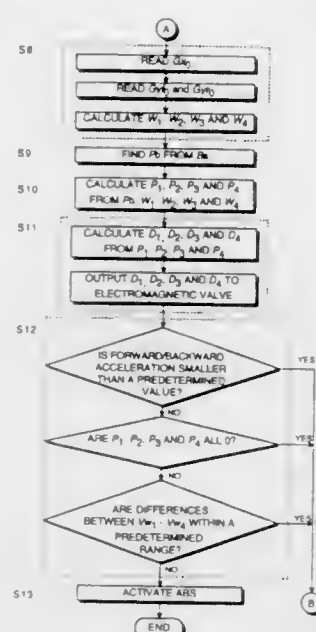 A
S8
READ Gx0
READ Gyf0 and Gyr0
CALCULATE W1, W2, W3 AND W4
S9
FIND Pb FROM Bs
S10
CALCULATE P1, P2, P3 AND P4
FROM Pb, W1, W2, W3 AND W4
S11
CALCULATE D1, D2, D3 AND D4
FROM P1, P2, P3 AND P4
OUTPUT D1, D2, D3 AND D4 TO
ELECTROMAGNETIC VALVE
S12
IS FORWARD/BACKWARD
ACCELERATION SMALLER
THAN A PREDETERMINED
VALUE?
YES
NO
ARE P1, P2, P3 AND P4 ALL 0?
YES
NO
ARE DIFFERENCES
BETWEEN Vw1 - Vw4 WITHIN A
PREDETERMINED
RANGE?
YES
NO
S13
ACTIVATE ABS
B
END